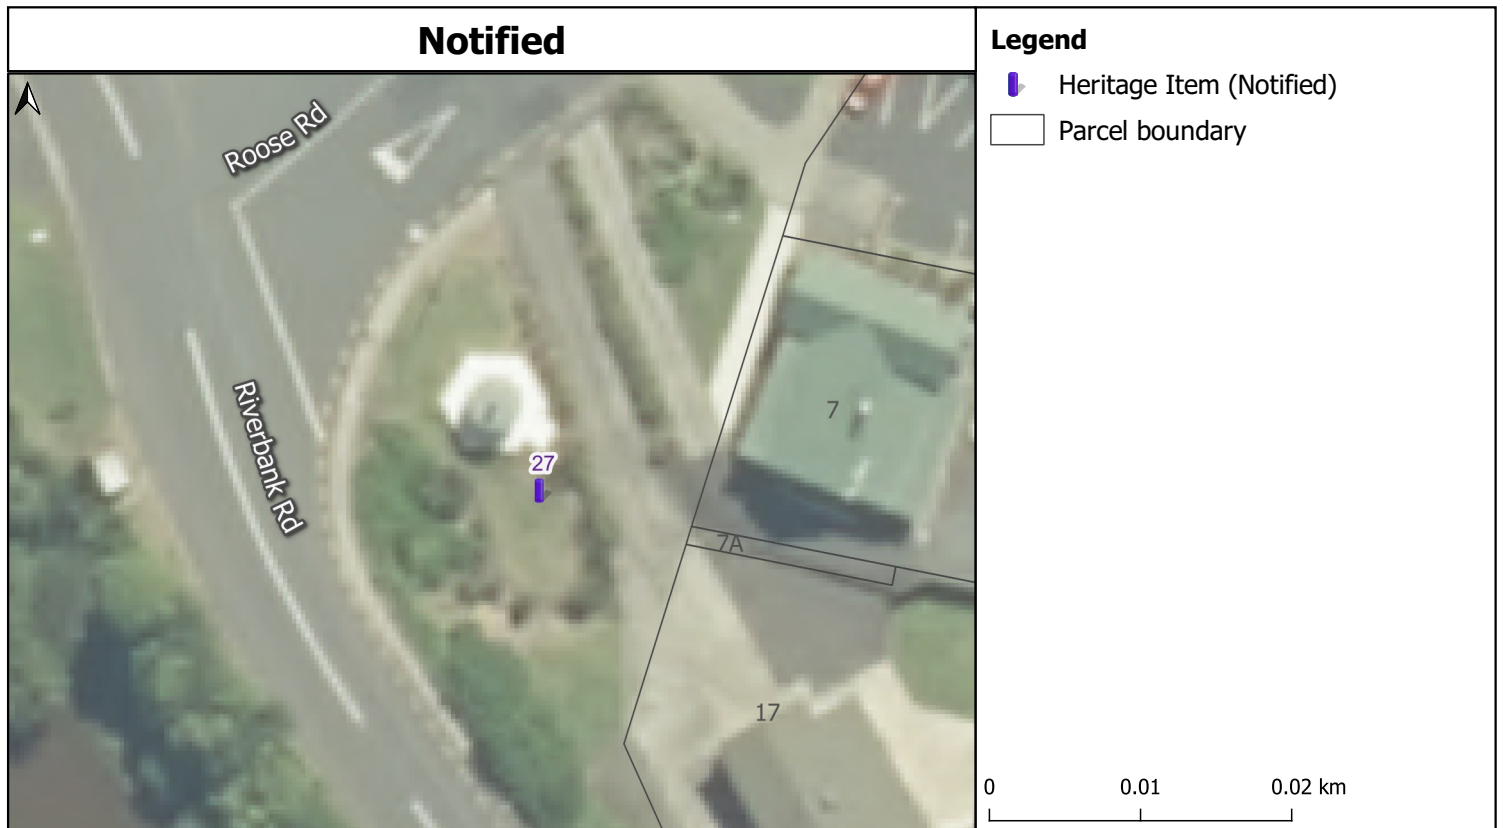 Notified
Legend
Heritage Item (Notified)
Parcel boundary
Roose Rd
Riverbank Rd
7
27
7A
17
0 0.01 0.02 km